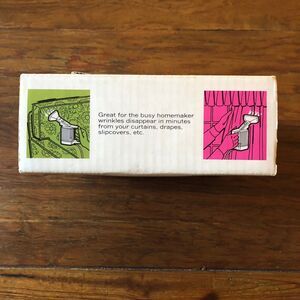 Great for the busy homemaker
wrinkles disappear in minutes
from your curtains, drapes,
slipcovers, etc.